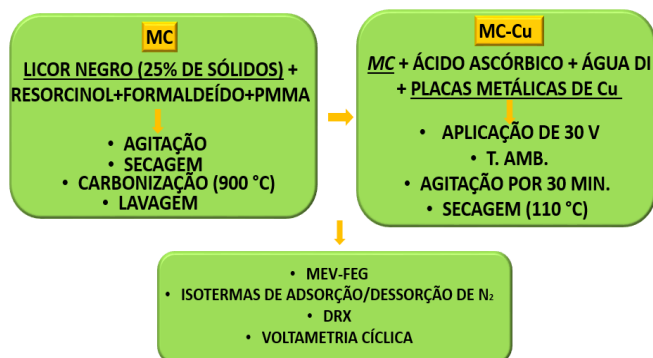 MC
LICOR NEGRO (25% DE SÓLIDOS) +
RESORCINOL+FORMALDEÍDO+PMMA
• AGITAÇÃO
• SECAGEM
• CARBONIZAÇÃO (900 °C)
• LAVAGEM
MC-Cu
MC + ÁCIDO ASCÓRBICO + ÁGUA DI
+ PLACAS METÁLICAS DE Cu
• APLICAÇÃO DE 30 V
• T. AMB.
• AGITAÇÃO POR 30 MIN.
• SECAGEM (110 °C)
• MEV-FEG
• ISOTERMAS DE ADSORÇÃO/DESSORÇÃO DE N₂
• DRX
• VOLTAMETRIA CÍCLICA